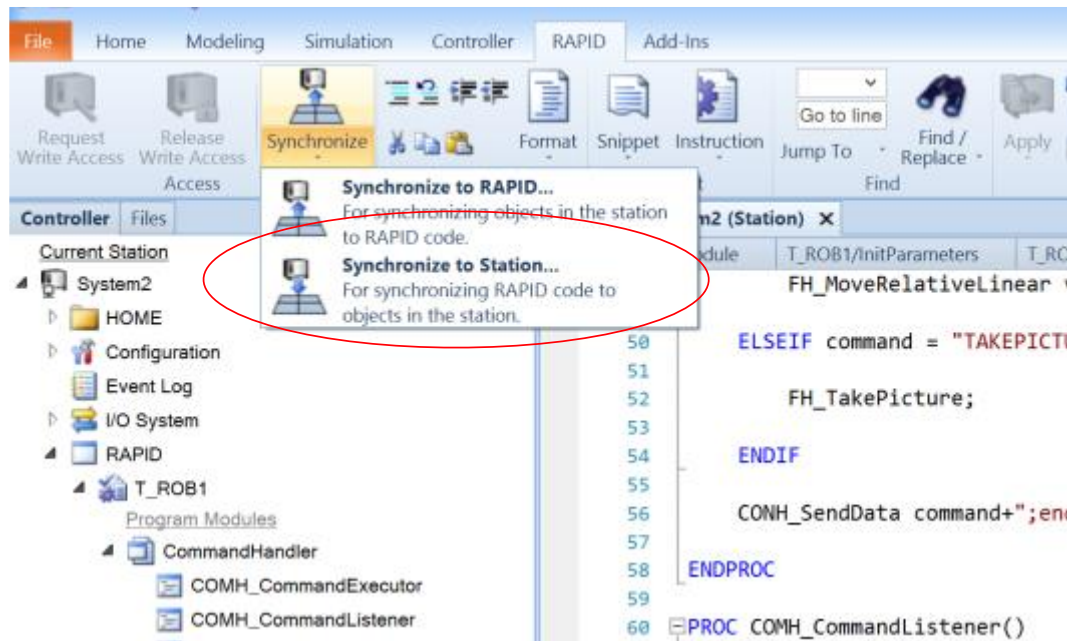 File Home Modeling Simulation Controller RAPID Add-Ins
Request
Write Access
Release
Write Access
Access
Synchronize
Format
Snippet
Instruction
Go to line
Jump To
Find /
Replace
Find
Apply
Synchronize to RAPID...
For synchronizing objects in the station
to RAPID code.
Synchronize to Station...
For synchronizing RAPID code to
objects in the station.
Controller Files
Current Station
System2
HOME
Configuration
Event Log
I/O System
RAPID
T_ROB1
Program Modules
CommandHandler
COMH_CommandExecutor
COMH_CommandListener
m2 (Station)
dule T_ROB1/InitParameters T_RO
FH_MoveRelativeLinear
50 ELSEIF command = "TAKEPICTU
51
52 FH_TakePicture;
53
54 ENDIF
55
56 CONH_SendData command+";en
57
58 ENDPROC
59
60 PROC COMH_CommandListener()